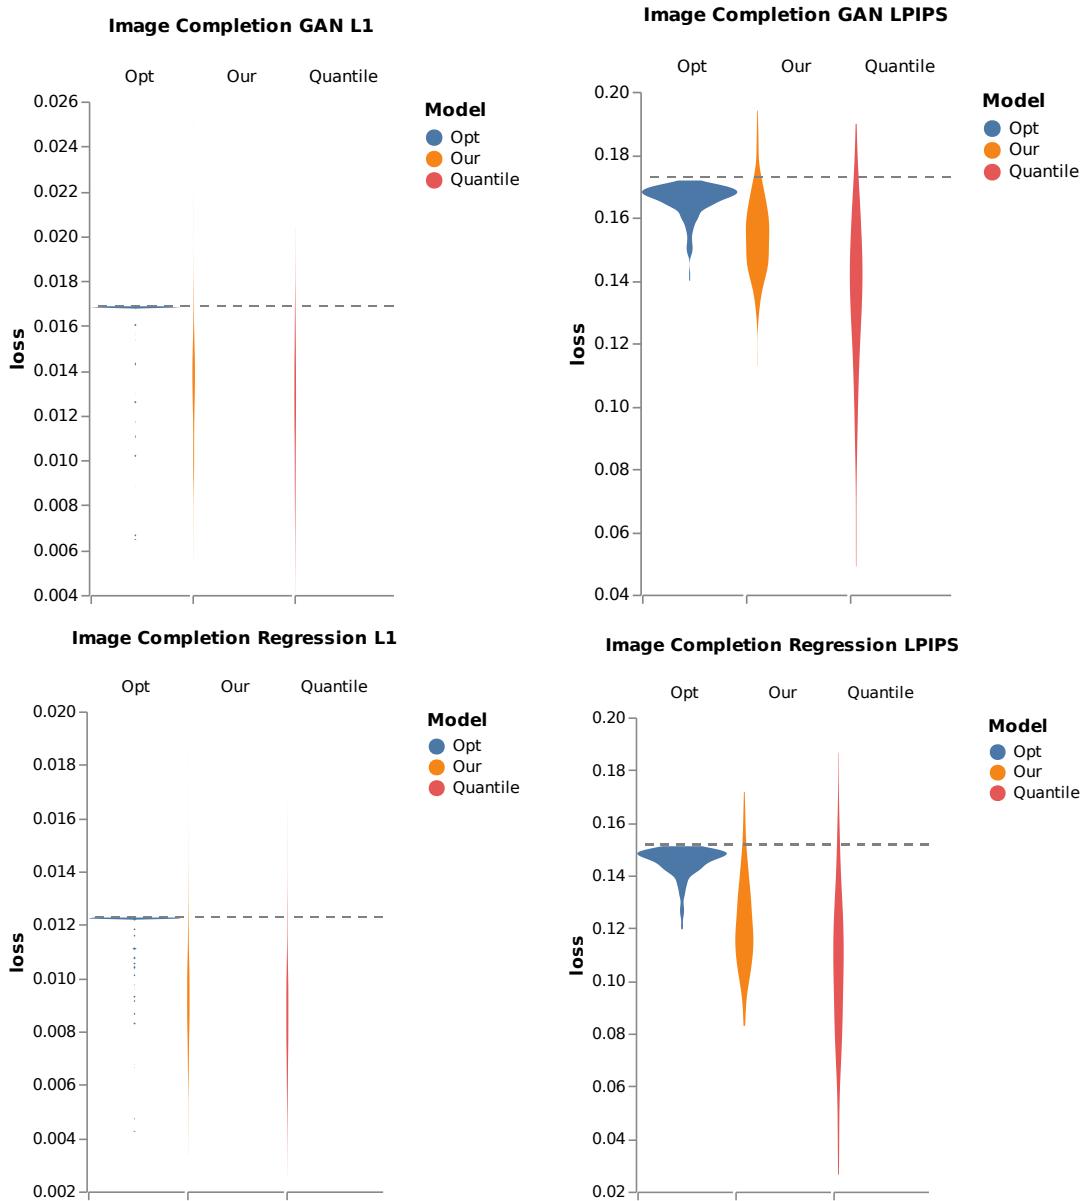 Image Completion GAN L1
Opt Our Quantile
0.026
0.024
0.022
0.020
0.018
0.016
0.014
0.012
0.010
0.008
0.006
0.004
loss
Model
Opt
Our
Quantile
Image Completion GAN LPIPS
Opt Our Quantile
0.20
0.18
0.16
0.14
0.12
0.10
0.08
0.06
0.04
loss
Model
Opt
Our
Quantile
Image Completion Regression L1
Opt Our Quantile
0.020
0.018
0.016
0.014
0.012
0.010
0.008
0.006
0.004
0.002
loss
Model
Opt
Our
Quantile
Image Completion Regression LPIPS
Opt Our Quantile
0.20
0.18
0.16
0.14
0.12
0.10
0.08
0.06
0.04
0.02
loss
Model
Opt
Our
Quantile